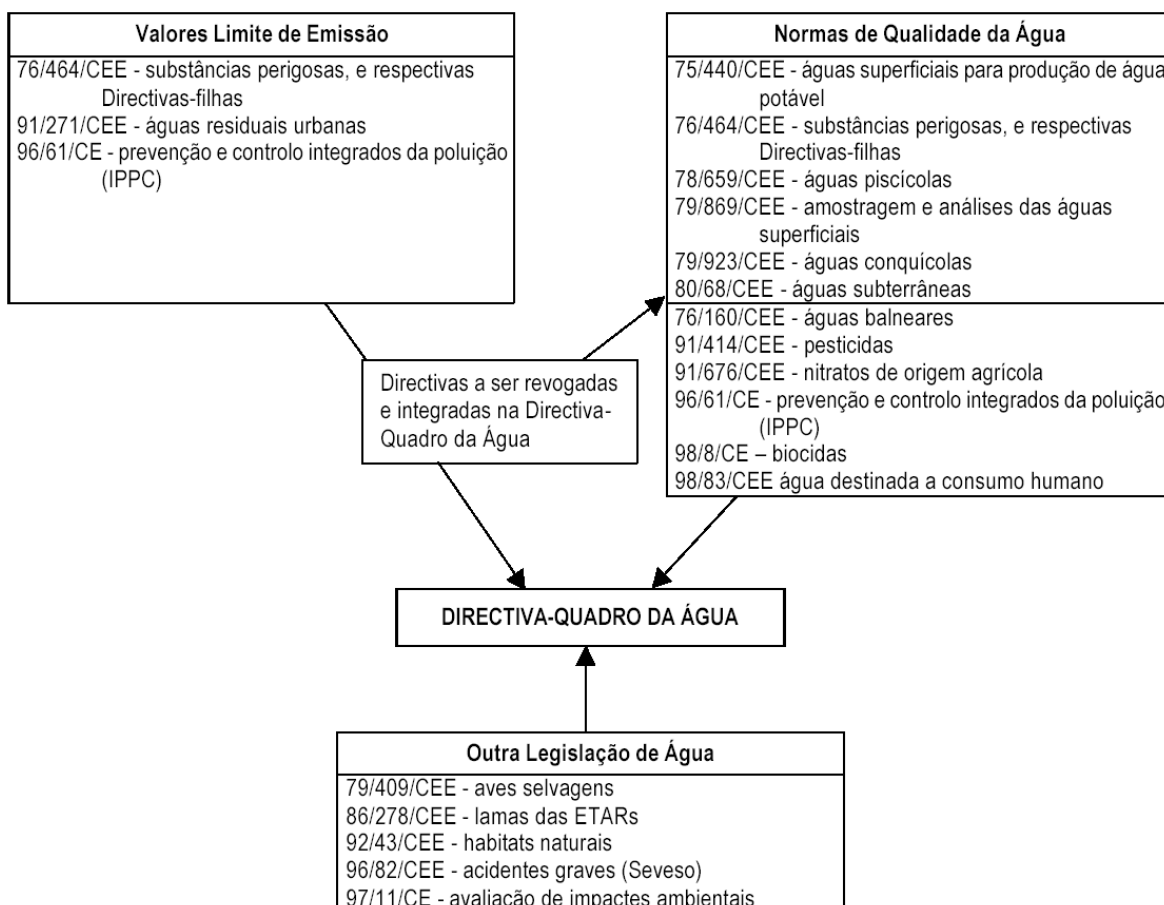 Valores Limite de Emissão
76/464/CEE - substâncias perigosas, e respectivas
Directivas-filhas
91/271/CEE - águas residuais urbanas
96/61/CE - prevenção e controlo integrados da poluição
(IPPC)
Normas de Qualidade da Água
75/440/CEE - águas superficiais para produção de água
potável
76/464/CEE - substâncias perigosas, e respectivas
Directivas-filhas
78/659/CEE - águas piscícolas
79/869/CEE - amostragem e análises das águas
superficiais
79/923/CEE - águas conquícolas
80/68/CEE - águas subterrâneas
76/160/CEE - águas balneares
91/414/CEE - pesticidas
91/676/CEE - nitratos de origem agrícola
96/61/CE - prevenção e controlo integrados da poluição
(IPPC)
98/8/CE – biocidas
98/83/CEE água destinada a consumo humano
Directivas a ser revogadas
e integradas na Directiva-
Quadro da Água
DIRECTIVA-QUADRO DA ÁGUA
Outra Legislação de Água
79/409/CEE - aves selvagens
86/278/CEE - lamas das ETARs
92/43/CEE - habitats naturais
96/82/CEE - acidentes graves (Seveso)
97/11/CE - avaliação de impactes ambientais